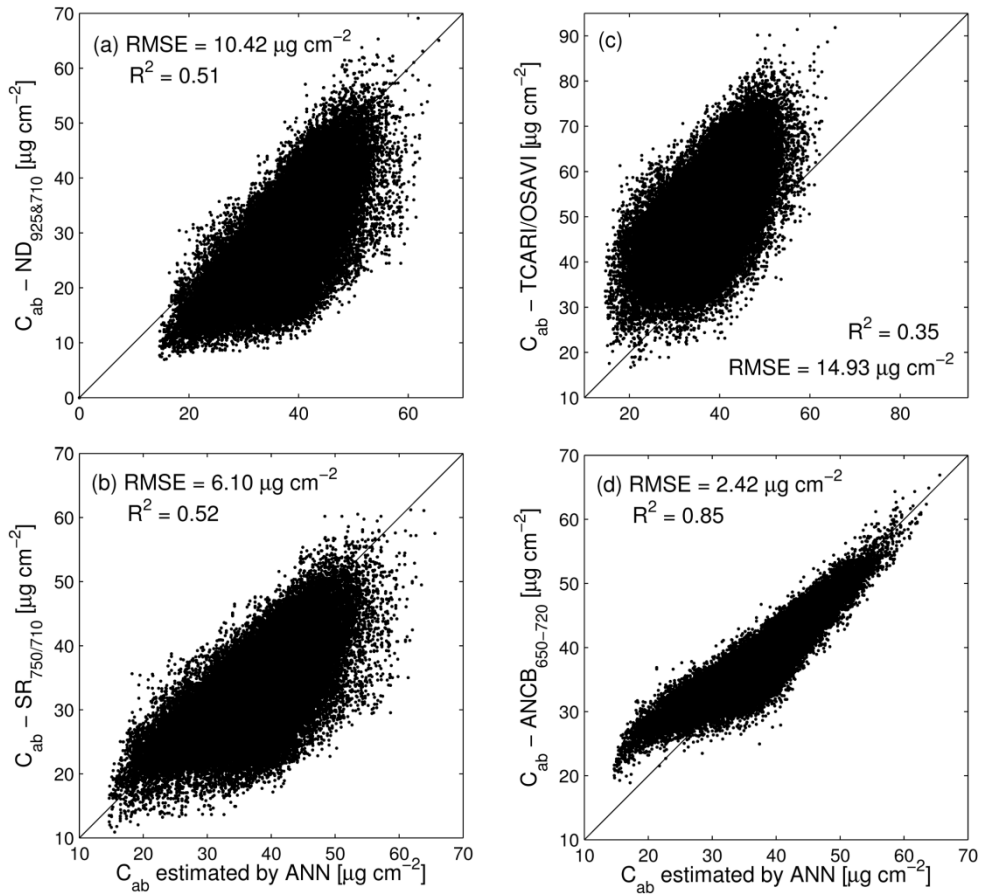 (a) RMSE = 10.42 μg cm⁻²
R² = 0.51
C_ab − ND_925&710 [μg cm⁻²]
70
60
50
40
30
20
10
0
0 20 40 60
(c)
R² = 0.35
RMSE = 14.93 μg cm⁻²
C_ab − TCARI/OSAVI [μg cm⁻²]
90
80
70
60
50
40
30
20
10
20 40 60 80
(b) RMSE = 6.10 μg cm⁻²
R² = 0.52
C_ab − SR_750/710 [μg cm⁻²]
70
60
50
40
30
20
10
10 20 30 40 50 60 70
C_ab estimated by ANN [μg cm⁻²]
(d) RMSE = 2.42 μg cm⁻²
R² = 0.85
C_ab − ANCB_650−720 [μg cm⁻²]
70
60
50
40
30
20
10
10 20 30 40 50 60 70
C_ab estimated by ANN [μg cm⁻²]